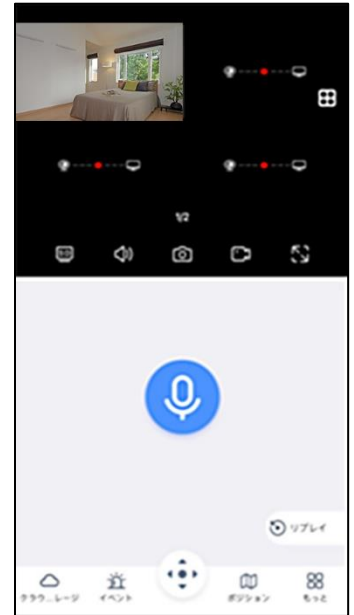 1/2
リプレイ
クラウ...レージ
イベント
ポジション
もっと